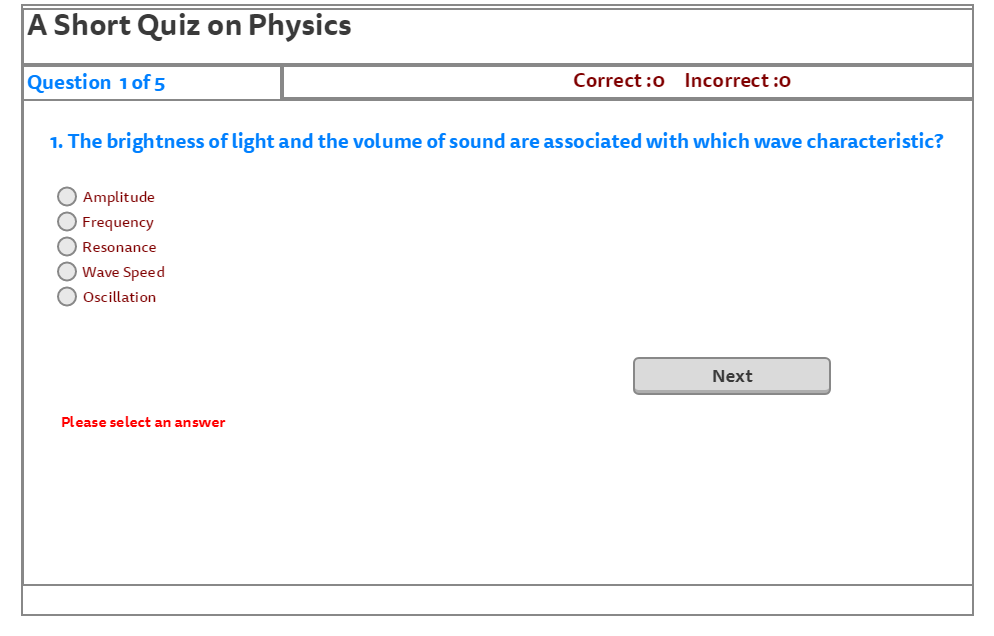 A Short Quiz on Physics
Question 1 of 5
Correct :0 Incorrect :0
1. The brightness of light and the volume of sound are associated with which wave characteristic?
Amplitude
Frequency
Resonance
Wave Speed
Oscillation
Next
Please select an answer